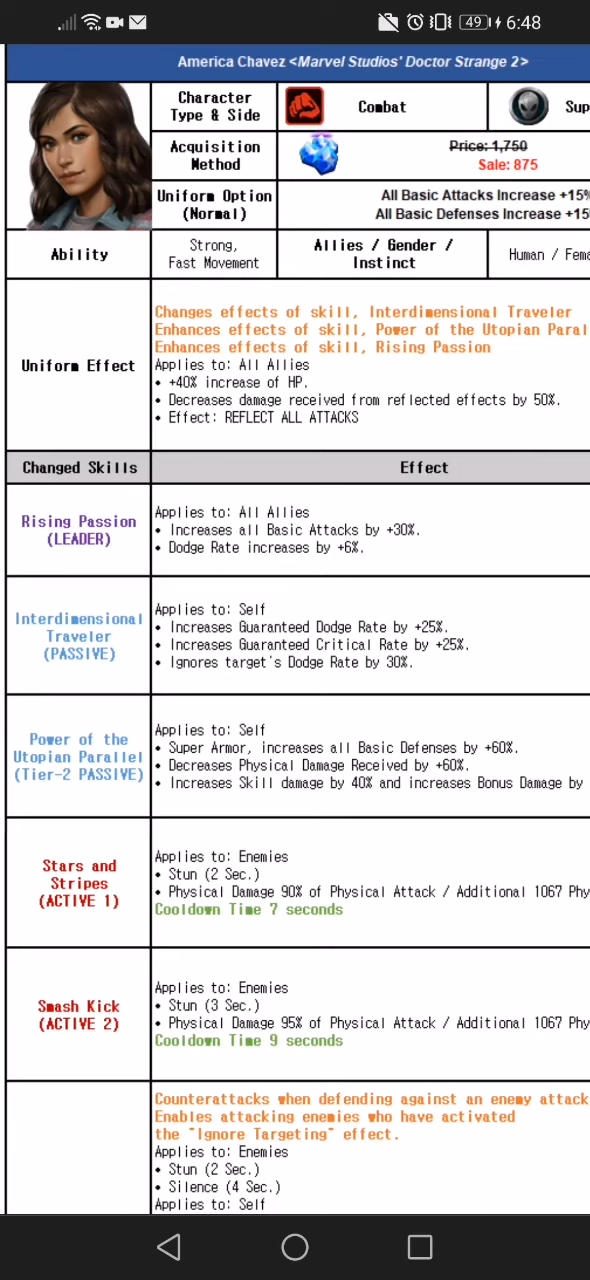 49 6:48
America Chavez <Marvel Studios' Doctor Strange 2>
Character
Type & Side
Combat
Sup
Acquisition
Method
Price: 1,750
Sale: 875
Uniform Option
(Normal)
All Basic Attacks Increase +15%
All Basic Defenses Increase +15
Ability
Strong,
Fast Movement
Allies / Gender /
Instinct
Human / Fema
Uniform Effect
Changes effects of skill, Interdimensional Traveler
Enhances effects of skill, Power of the Utopian Paral
Enhances effects of skill, Rising Passion
Applies to: All Allies
• +40% increase of HP.
• Decreases damage received from reflected effects by 50%.
• Effect: REFLECT ALL ATTACKS
Changed Skills
Effect
Rising Passion
(LEADER)
Applies to: All Allies
• Increases all Basic Attacks by +30%.
• Dodge Rate increases by +6%.
Interdimensional
Traveler
(PASSIVE)
Applies to: Self
• Increases Guaranteed Dodge Rate by +25%.
• Increases Guaranteed Critical Rate by +25%.
• Ignores target's Dodge Rate by 30%.
Power of the
Utopian Parallel
(Tier-2 PASSIVE)
Applies to: Self
• Super Armor, increases all Basic Defenses by +60%.
• Decreases Physical Damage Received by +60%.
• Increases Skill damage by 40% and increases Bonus Damage by
Stars and
Stripes
(ACTIVE 1)
Applies to: Enemies
• Stun (2 Sec.)
• Physical Damage 90% of Physical Attack / Additional 1067 Phy
Cooldown Time 7 seconds
Smash Kick
(ACTIVE 2)
Applies to: Enemies
• Stun (3 Sec.)
• Physical Damage 95% of Physical Attack / Additional 1067 Phy
Cooldown Time 9 seconds
Counterattacks when defending against an enemy attack
Enables attacking enemies who have activated
the "Ignore Targeting" effect.
Applies to: Enemies
• Stun (2 Sec.)
• Silence (4 Sec.)
Applies to: Self